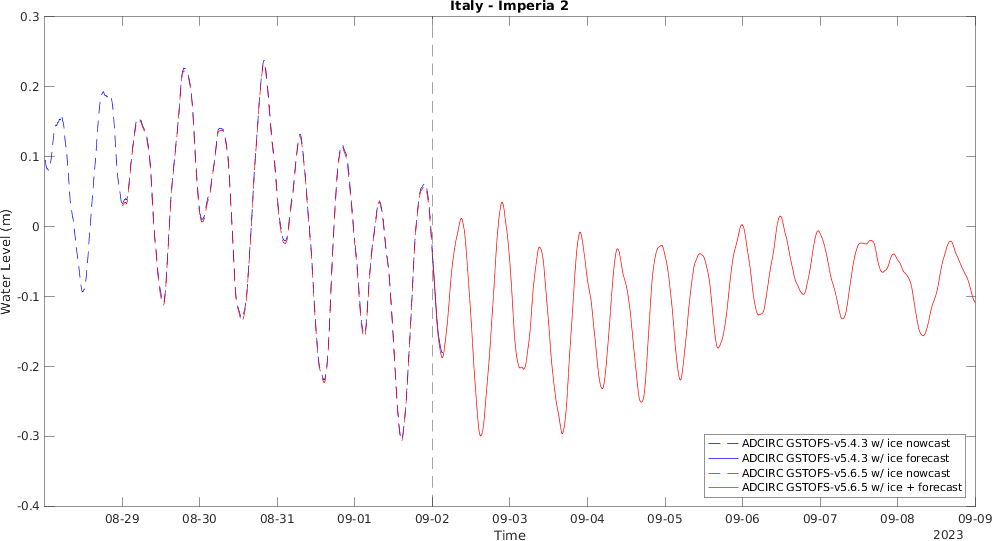 Italy - Imperia 2
0.3
0.2
0.1
0
-0.1
-0.2
-0.3
-0.4
Water Level (m)
ADCIRC GSTOFS-v5.4.3 w/ ice nowcast
ADCIRC GSTOFS-v5.4.3 w/ ice forecast
ADCIRC GSTOFS-v5.6.5 w/ ice nowcast
ADCIRC GSTOFS-v5.6.5 w/ ice + forecast
08-29 08-30 08-31 09-01 09-02 09-03 09-04 09-05 09-06 09-07 09-08 09-09
Time
2023